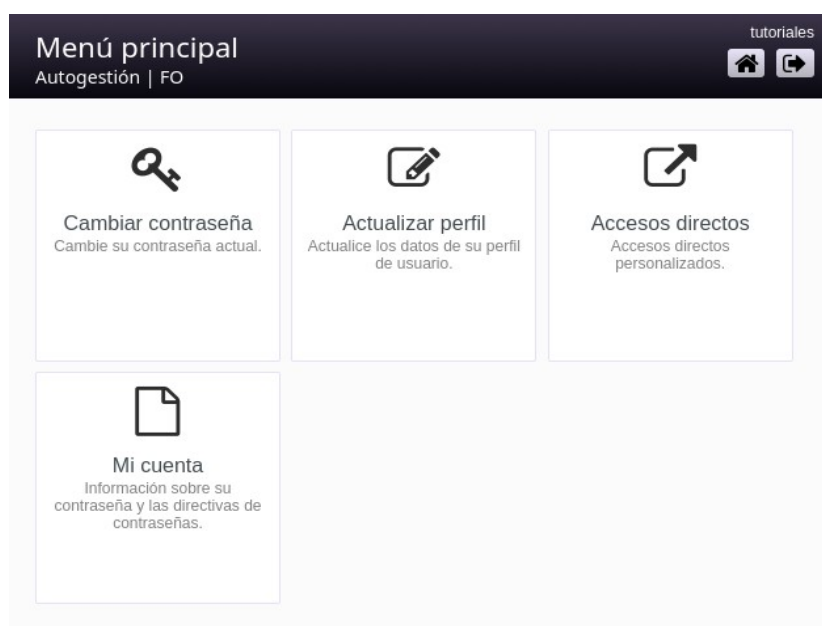 Menú principal
Autogestión | FO
tutoriales
Cambiar contraseña
Cambie su contraseña actual.
Actualizar perfil
Actualice los datos de su perfil
de usuario.
Accesos directos
Accesos directos
personalizados.
Mi cuenta
Información sobre su
contraseña y las directivas de
contraseñas.